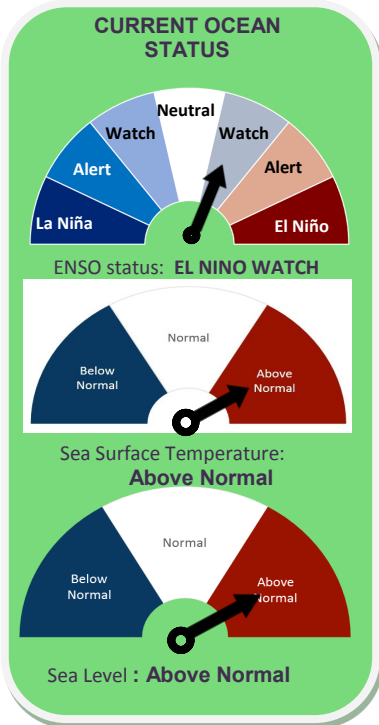 CURRENT OCEAN
STATUS
Neutral
Watch
Watch
Alert
Alert
La Niña
El Niño
ENSO status: EL NINO WATCH
Normal
Below
Normal
Above
Normal
Sea Surface Temperature:
Above Normal
Normal
Below
Normal
Above
Normal
Sea Level : Above Normal